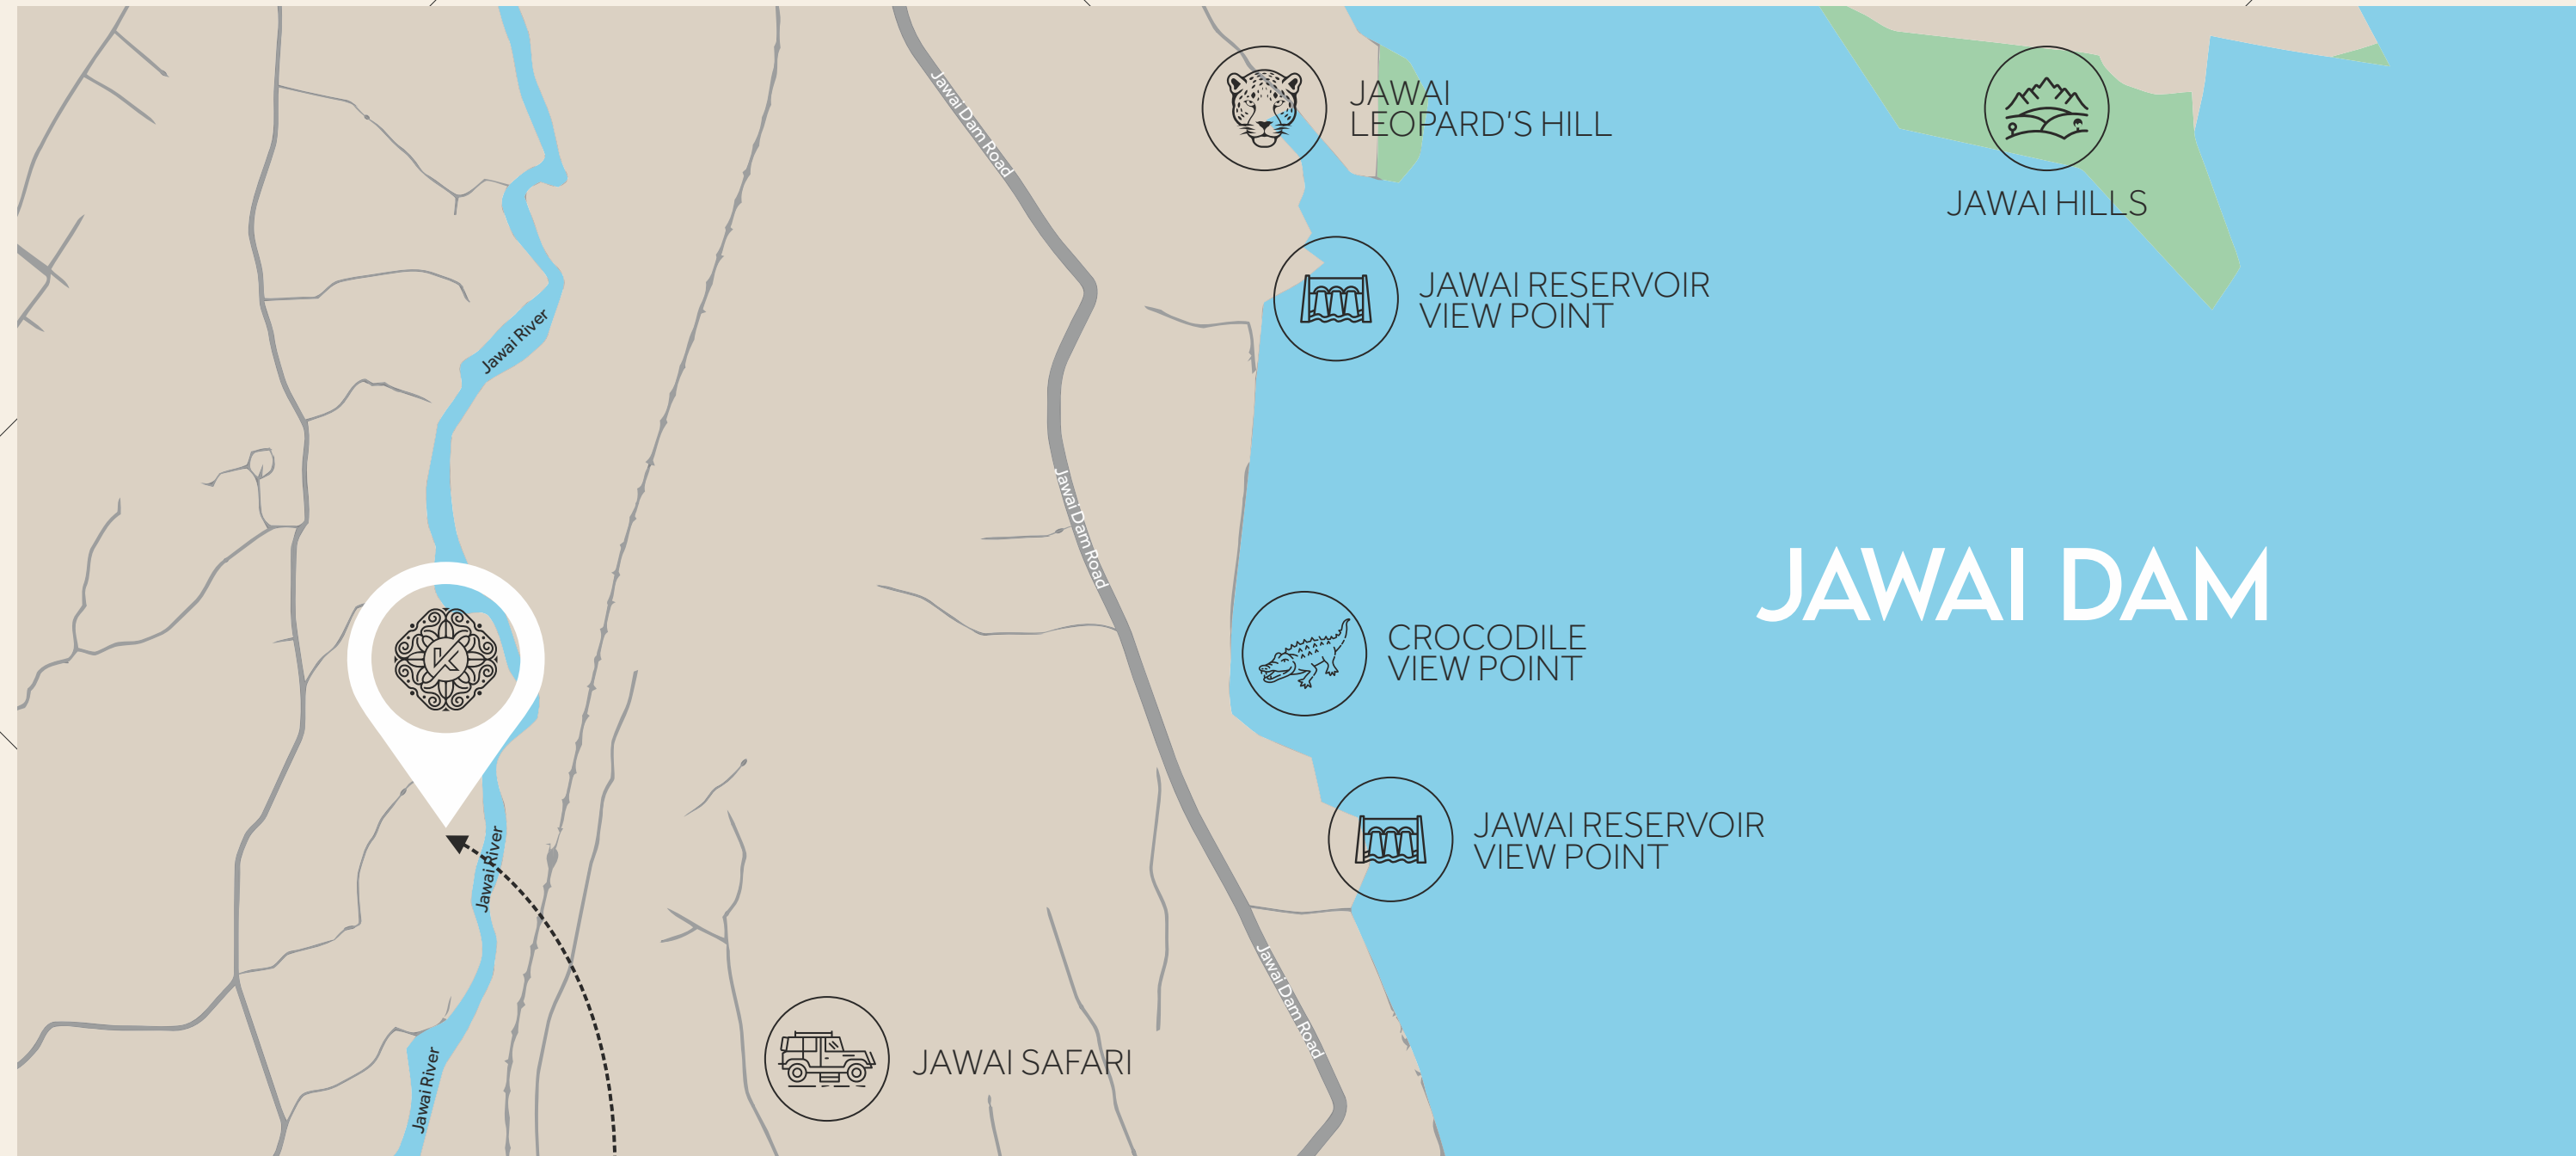 Jawai Dam Road
JAWAI
LEOPARD'S HILL
JAWAI HILLS
JAWAI RESERVOIR
VIEW POINT
Jawai River
Jawai Dam Road
JAWAI DAM
CROCODILE
VIEW POINT
K
JAWAI RESERVOIR
VIEW POINT
Jawai River
Jawai Dam Road
JAWAI SAFARI
Jawai River